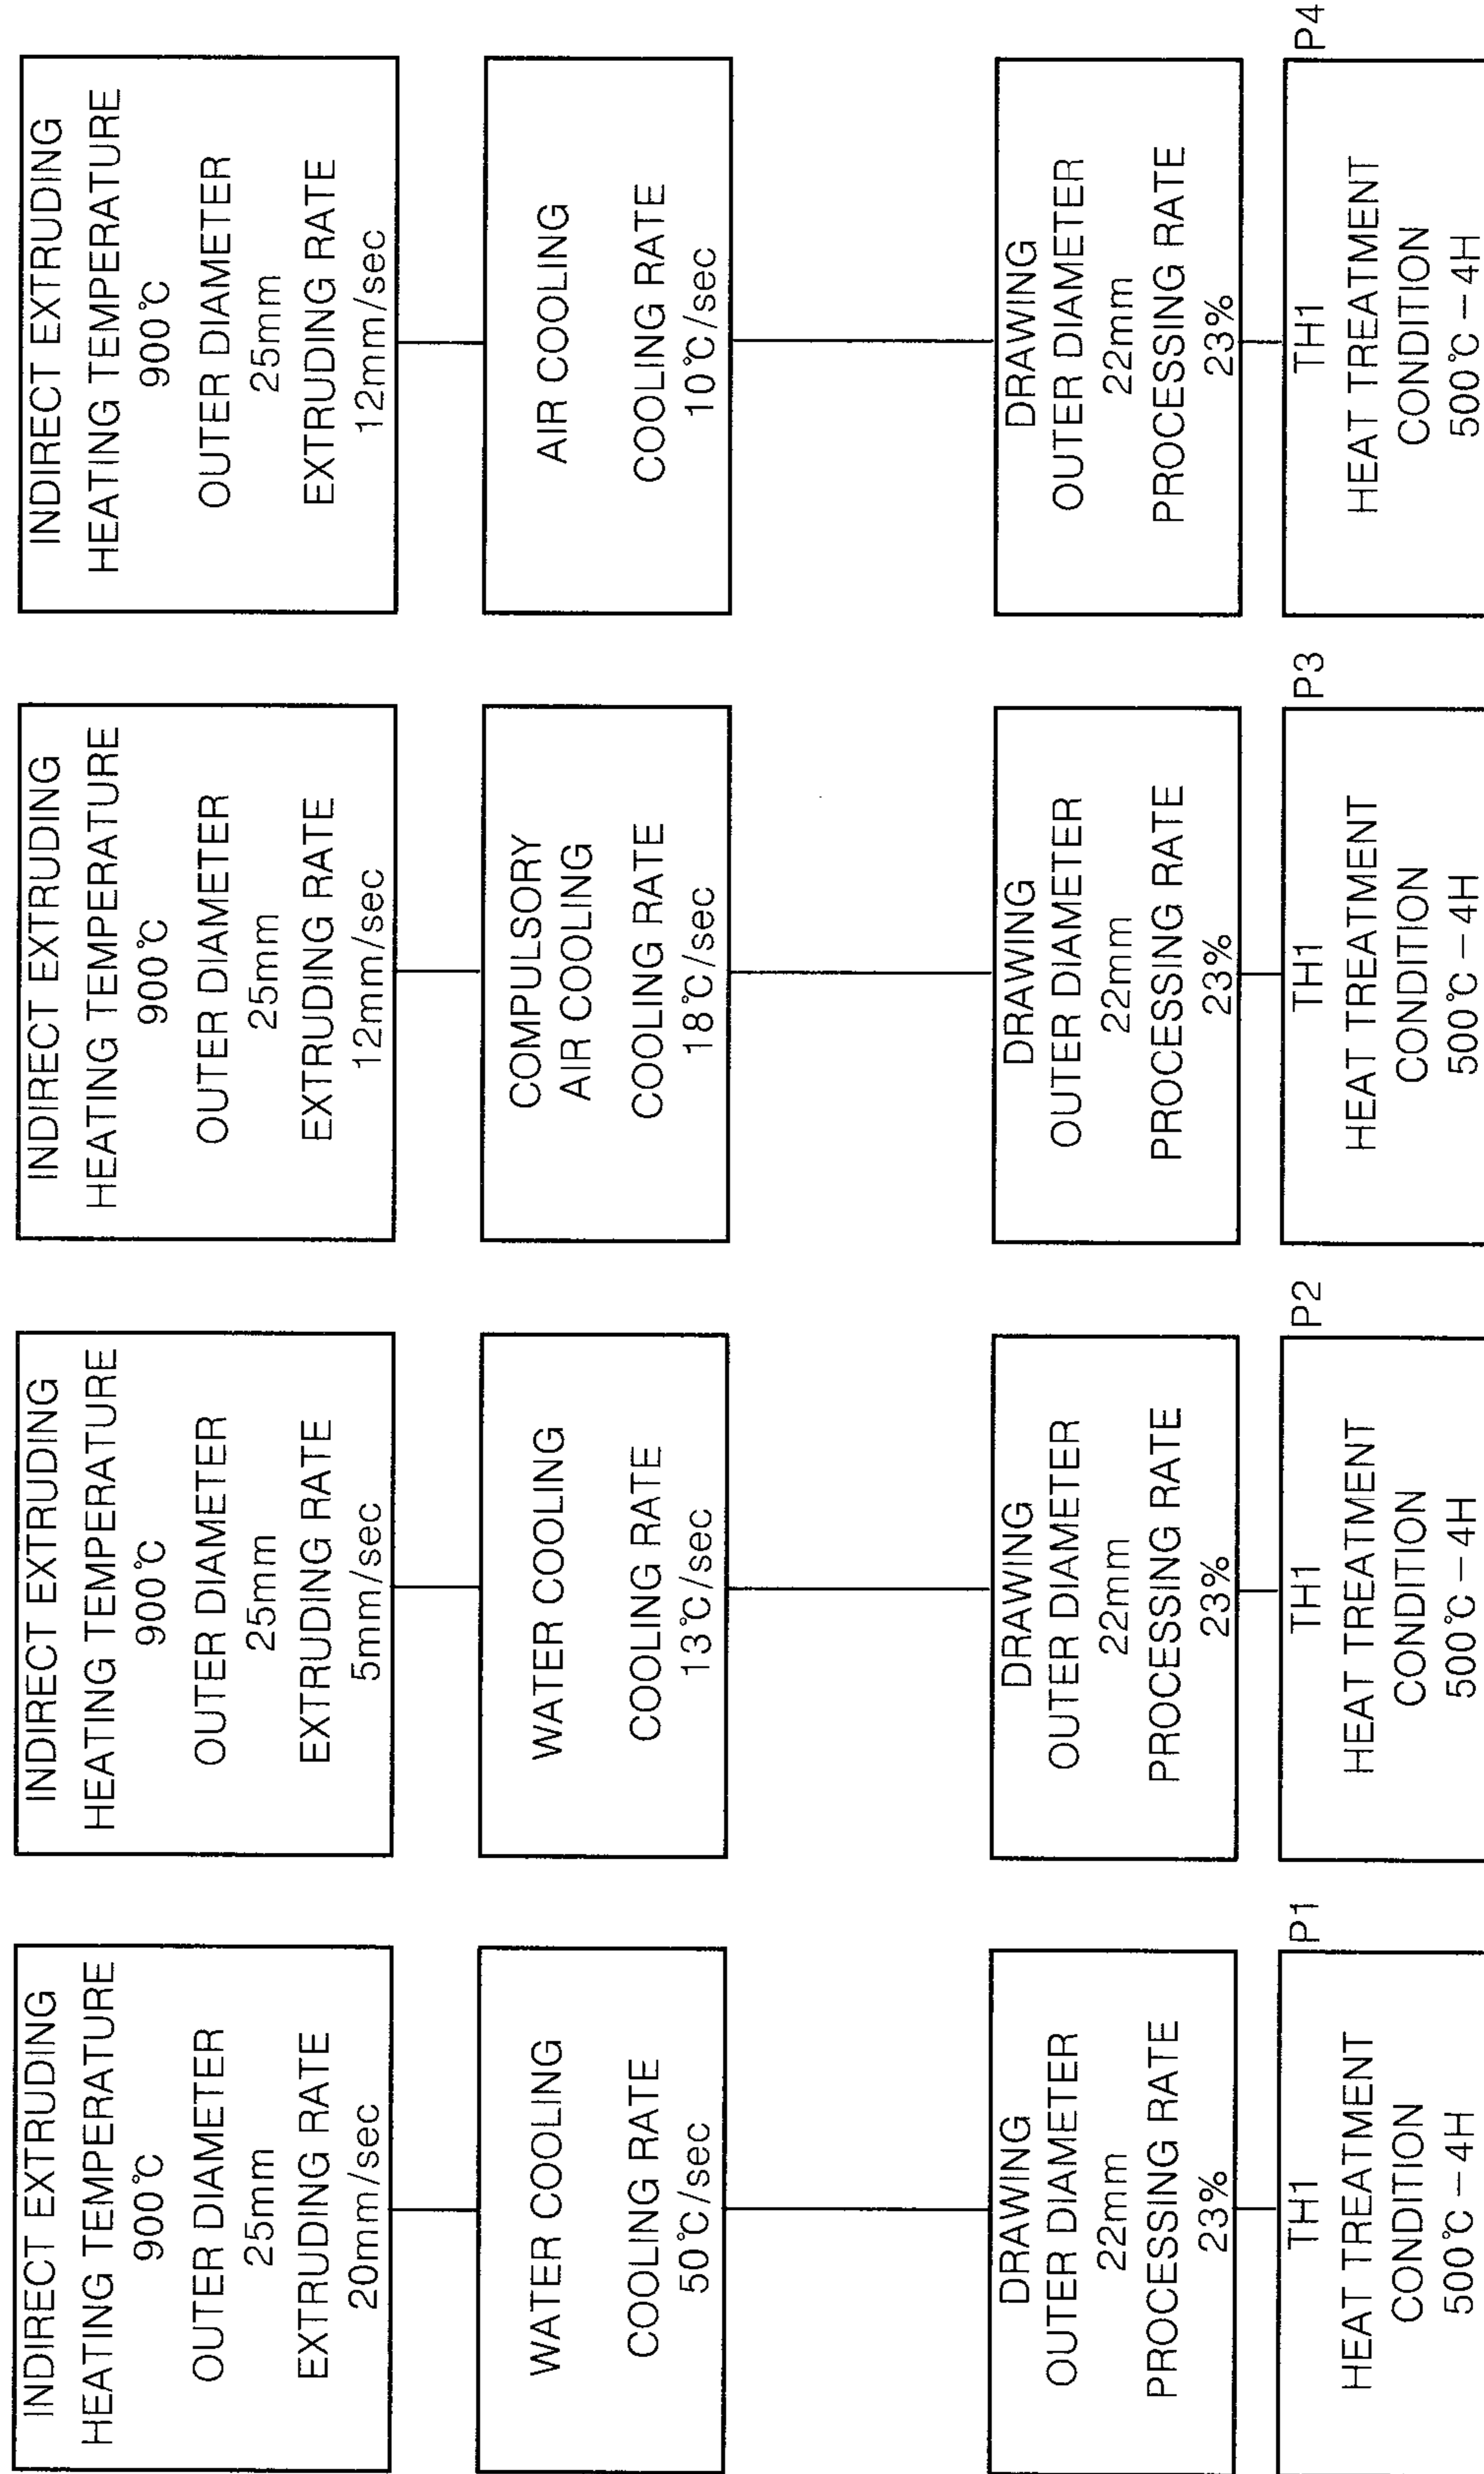 INDIRECT EXTRUDING
HEATING TEMPERATURE
900℃
OUTER DIAMETER
25mm
EXTRUDING RATE
20mm/sec
WATER COOLING
COOLING RATE
50℃/sec
DRAWING
OUTER DIAMETER
22mm
PROCESSING RATE
23%
P1
TH1
HEAT TREATMENT
CONDITION
500℃-4H
INDIRECT EXTRUDING
HEATING TEMPERATURE
900℃
OUTER DIAMETER
25mm
EXTRUDING RATE
5mm/sec
WATER COOLING
COOLING RATE
13℃/sec
DRAWING
OUTER DIAMETER
22mm
PROCESSING RATE
23%
P2
TH1
HEAT TREATMENT
CONDITION
500℃-4H
INDIRECT EXTRUDING
HEATING TEMPERATURE
900℃
OUTER DIAMETER
25mm
EXTRUDING RATE
12mm/sec
COMPULSORY
AIR COOLING
COOLING RATE
18℃/sec
DRAWING
OUTER DIAMETER
22mm
PROCESSING RATE
23%
P3
TH1
HEAT TREATMENT
CONDITION
500℃-4H
INDIRECT EXTRUDING
HEATING TEMPERATURE
900℃
OUTER DIAMETER
25mm
EXTRUDING RATE
12mm/sec
AIR COOLING
COOLING RATE
10℃/sec
DRAWING
OUTER DIAMETER
22mm
PROCESSING RATE
23%
P4
TH1
HEAT TREATMENT
CONDITION
500℃-4H